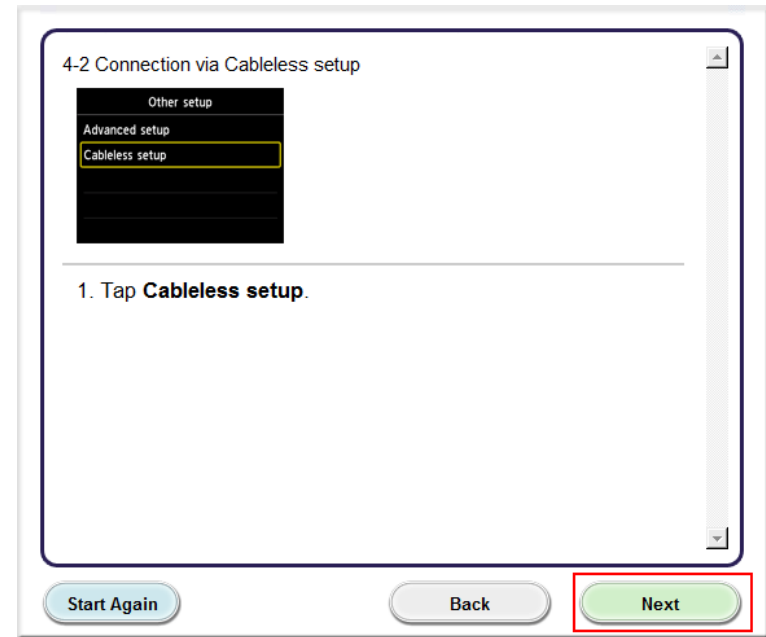 4-2 Connection via Cableless setup
Other setup
Advanced setup
Cableless setup
1. Tap Cableless setup.
Start Again
Back
Next